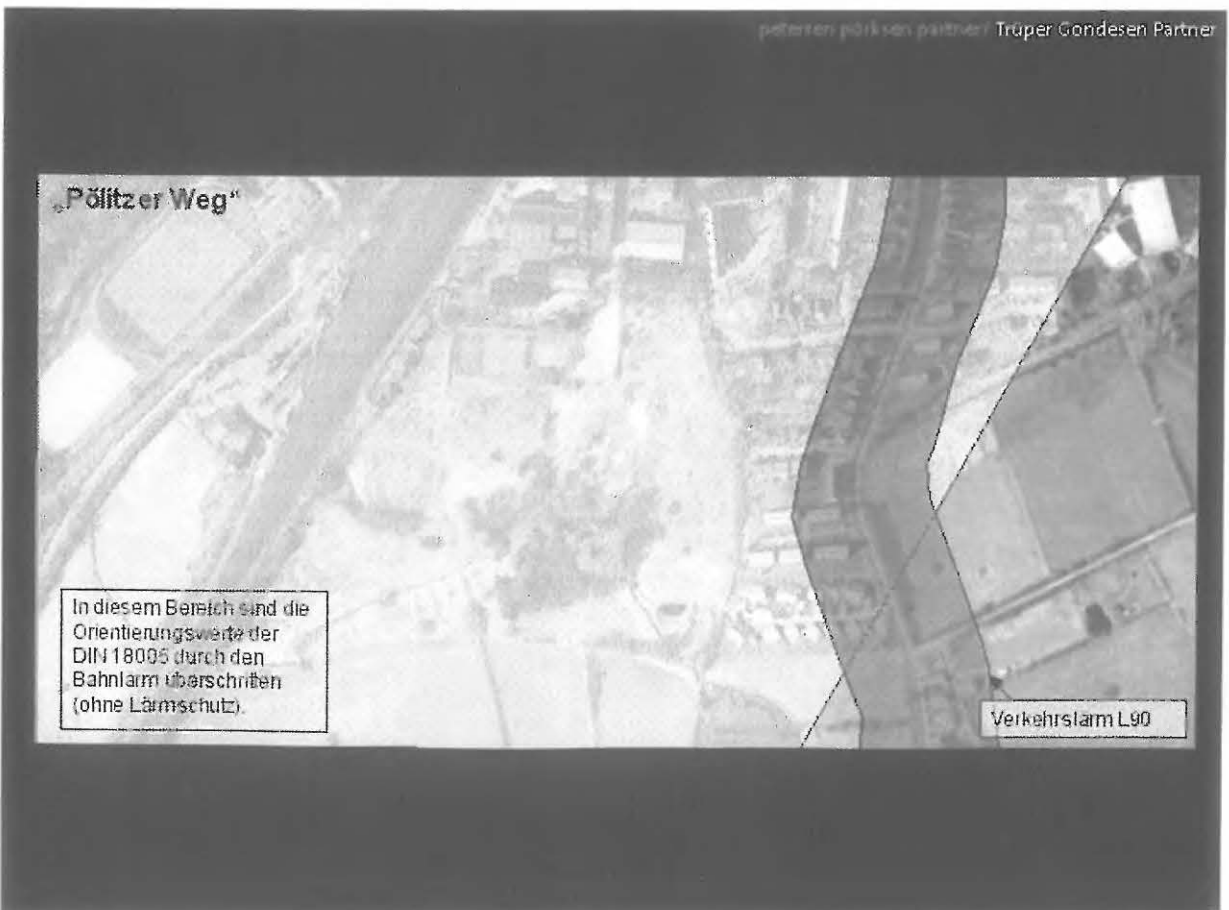 petersen pörksen partner/ Trüper Gondesen Partner
„Pölitzer Weg“
In diesem Bereich sind die
Orientierungswerte der
DIN 18005 durch den
Bahnlärm überschritten
(ohne Lärmschutz).
Verkehrslärm L90